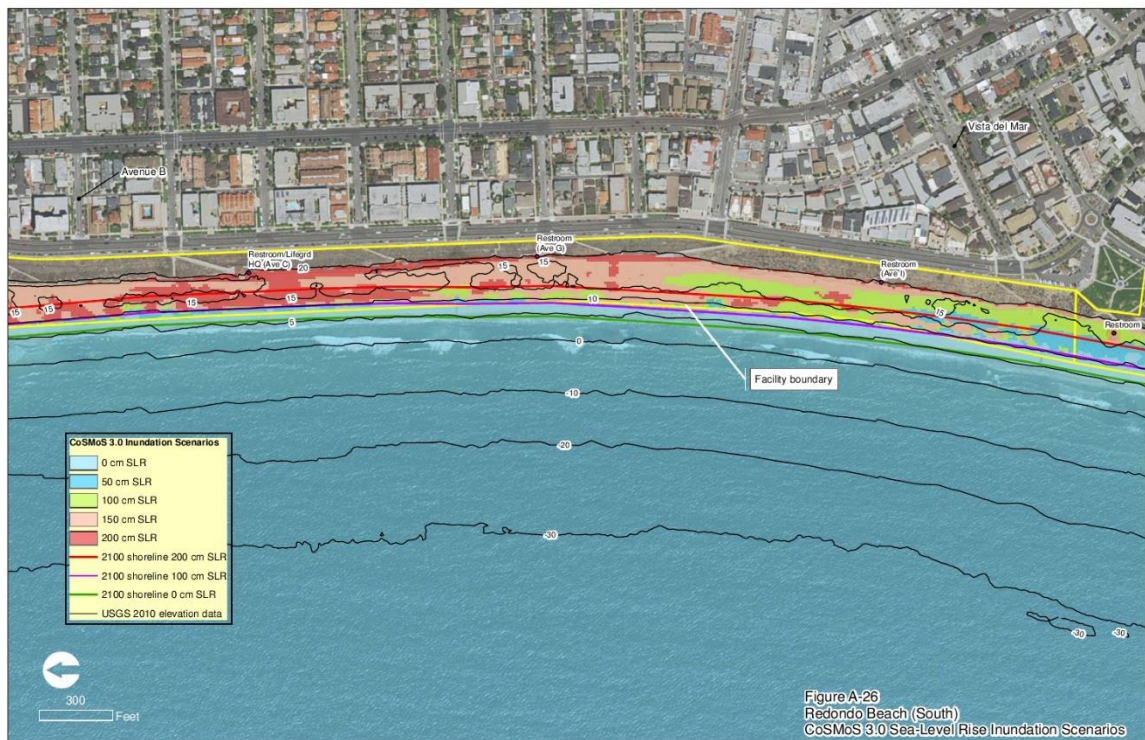 Vista del Mar
Avenue B
Restroom
(Ave G)
Restroom/Lifegrd
HQ (Ave C)
20
15
15
Restroom
(Ave I)
15
15
15
15
15
10
15
Restroom
5
0
Facility boundary
-10
-20
-30
-30
-30
CoSMoS 3.0 Inundation Scenarios
0 cm SLR
50 cm SLR
100 cm SLR
150 cm SLR
200 cm SLR
2100 shoreline 200 cm SLR
2100 shoreline 100 cm SLR
2100 shoreline 0 cm SLR
USGS 2010 elevation data
300
Feet
Figure A-26
Redondo Beach (South)
CoSMoS 3.0 Sea-Level Rise Inundation Scenarios